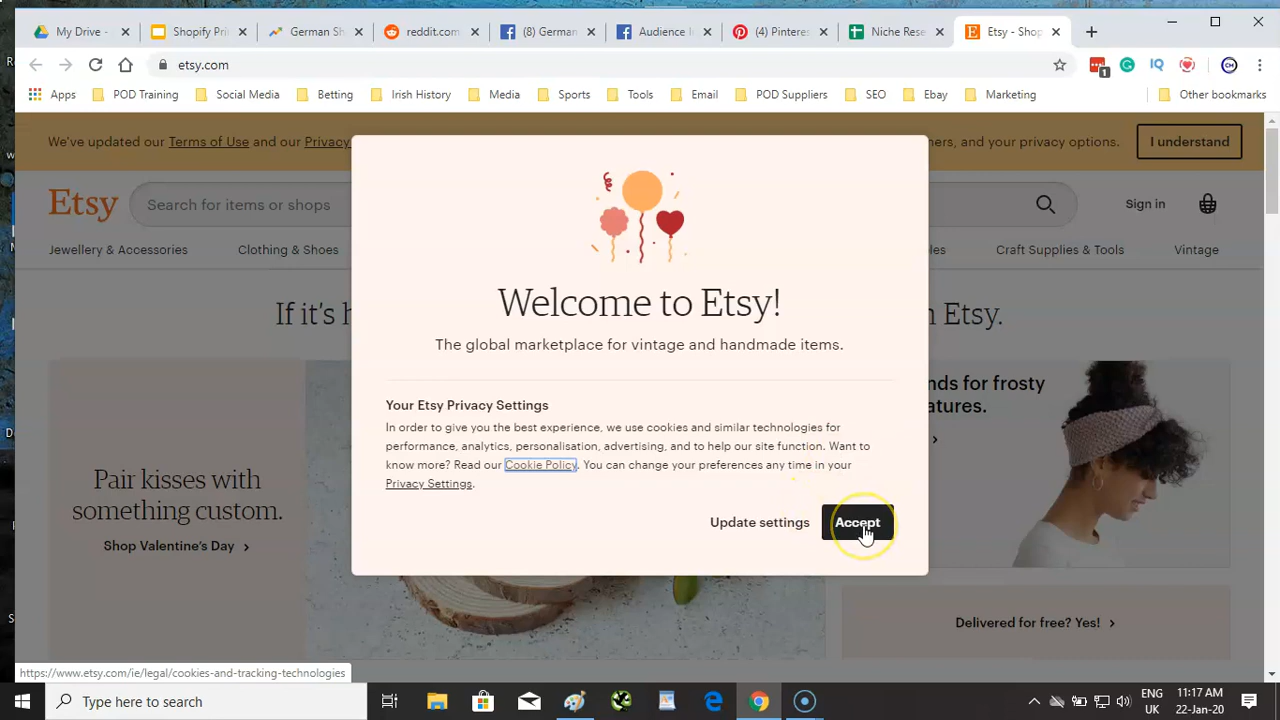 My Drive -
Shopify Pri
German Sh
reddit.com
(8) German
Audience I
(4) Pinteres
Niche Rese
Etsy - Shop
etsy.com
1
Apps
POD Training
Social Media
Betting
Irish History
Media
Sports
Tools
Email
POD Suppliers
SEO
Ebay
Marketing
Other bookmarks
We've updated our Terms of Use and our Privacy
ners, and your privacy options.
I understand
Etsy
Search for items or shops
Sign in
Jewellery & Accessories
Clothing & Shoes
Craft Supplies & Tools
Vintage
If it's h
n Etsy.
Welcome to Etsy!
The global marketplace for vintage and handmade items.
Your Etsy Privacy Settings
In order to give you the best experience, we use cookies and similar technologies for
performance, analytics, personalisation, advertising, and to help our site function. Want to
know more? Read our Cookie Policy. You can change your preferences any time in your
Privacy Settings.
Update settings
Accept
Pair kisses with
something custom.
Shop Valentine's Day
nds for frosty
atures.
Delivered for free? Yes!
https://www.etsy.com/ie/legal/cookies-and-tracking-technologies
Type here to search
ENG
UK
11:17 AM
22-Jan-20